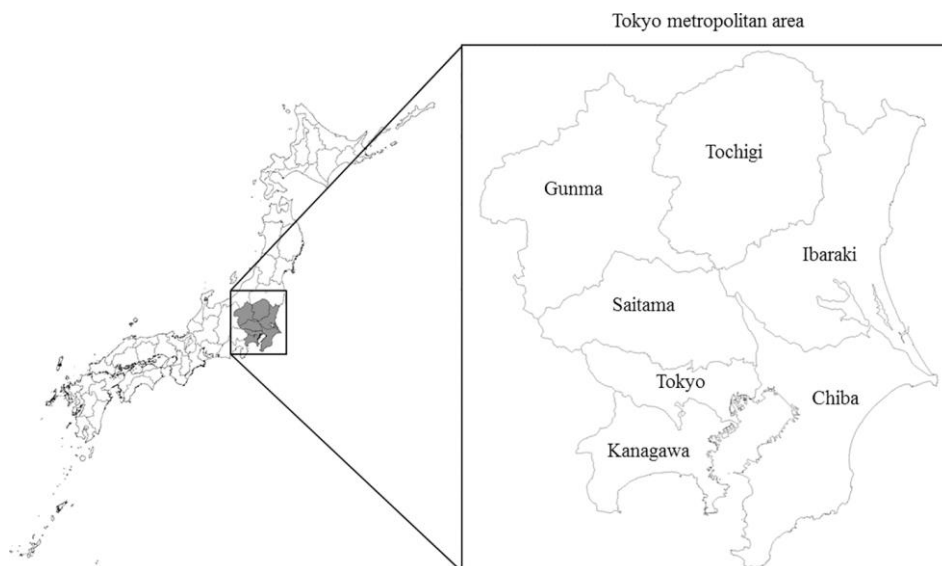 Tokyo metropolitan area
Tochigi
Gunma
Ibaraki
Saitama
Tokyo
Chiba
Kanagawa